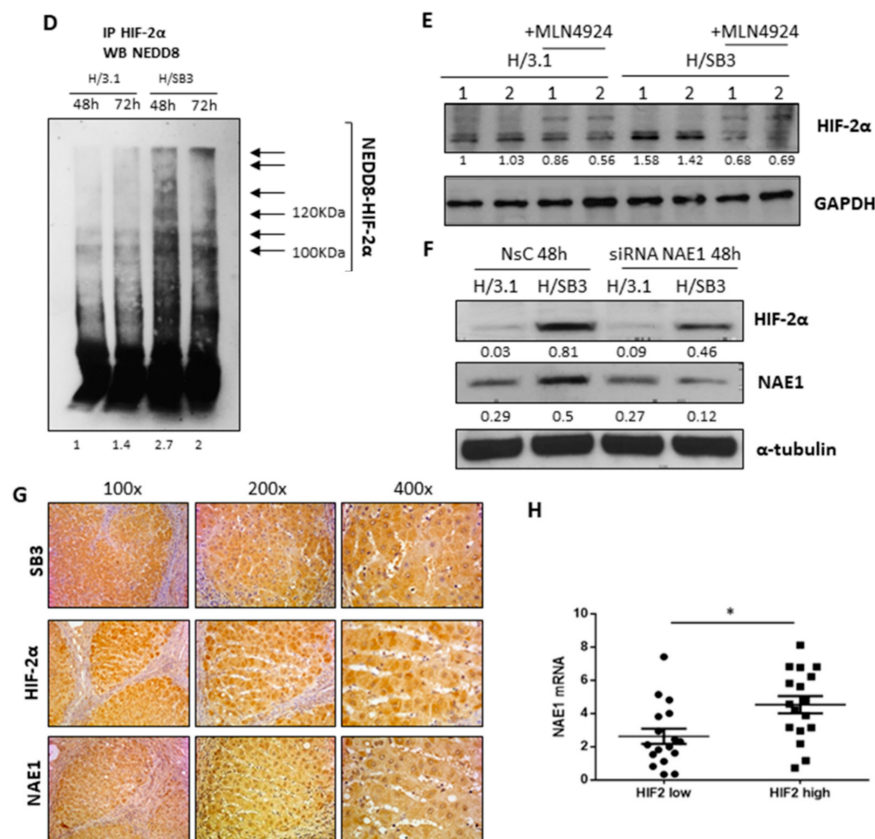 D
IP HIF-2α
WB NEDD8
H/3.1 H/SB3
48h 72h 48h 72h
120KDa
100KDa
NEDD8-HIF-2α
1 1.4 2.7 2
E
+MLN4924 +MLN4924
H/3.1 H/SB3
1 2 1 2 1 2 1 2
HIF-2α
1 1.03 0.86 0.56 1.58 1.42 0.68 0.69
GAPDH
F
NsC 48h siRNA NAE1 48h
H/3.1 H/SB3 H/3.1 H/SB3
HIF-2α
0.03 0.81 0.09 0.46
NAE1
0.29 0.5 0.27 0.12
α-tubulin
G
100x 200x 400x
SB3
HIF-2α
NAE1
H
*
NAE1 mRNA
10
8
6
4
2
0
HIF2 low HIF2 high